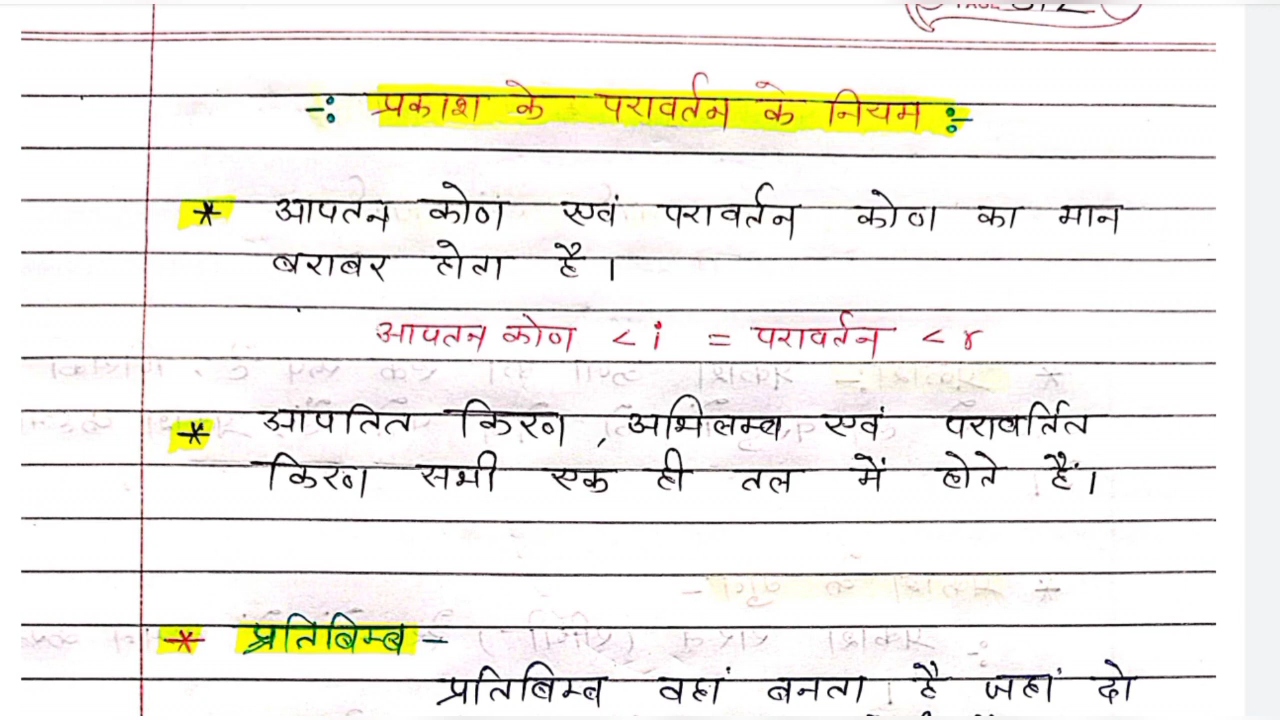 -: प्रकाश के परावर्तन के नियम :-
* आपतन कोण एवं परावर्तन कोण का मान
बराबर होता है ।
आपतन कोण < i = परावर्तन < r
* आपतित किरण , अभिलम्ब एवं परावर्तित
किरण सभी एक ही तल में होते हैं ।
* प्रतिबिम्ब -
प्रतिबिम्ब वहां बनता है जहां दो